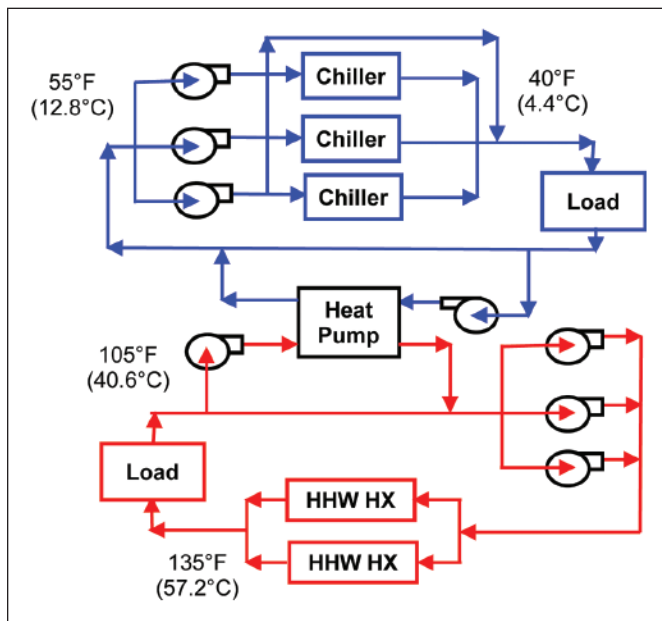 55°F
(12.8°C)
Chiller
40°F
(4.4°C)
Chiller
Chiller
Load
Heat
Pump
105°F
(40.6°C)
Load
HHW HX
HHW HX
135°F
(57.2°C)